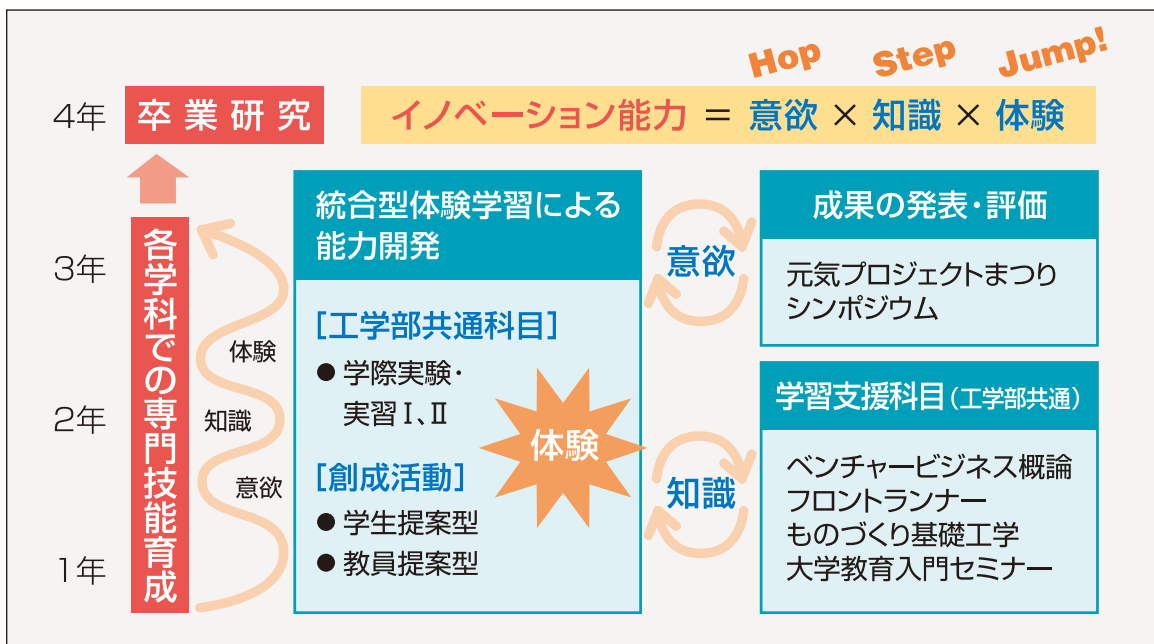 Hop Step Jump!
4年 卒業研究
イノベーション能力 = 意欲 × 知識 × 体験
3年
2年
1年
各学科での専門技能育成
体験
知識
意欲
統合型体験学習による
能力開発
[工学部共通科目]
● 学際実験・
実習Ⅰ、Ⅱ
[創成活動]
● 学生提案型
● 教員提案型
体験
意欲
知識
成果の発表・評価
元気プロジェクトまつり
シンポジウム
学習支援科目(工学部共通)
ベンチャービジネス概論
フロントランナー
ものづくり基礎工学
大学教育入門セミナー